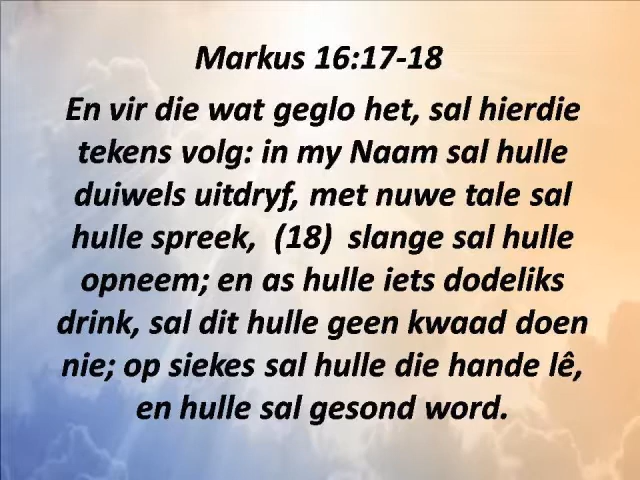 Markus 16:17-18
En vir die wat geglo het, sal hierdie
tekens volg: in my Naam sal hulle
duiwels uitdryf, met nuwe tale sal
hulle spreek, (18) slange sal hulle
opneem; en as hulle iets dodeliks
drink, sal dit hulle geen kwaad doen
nie; op siekes sal hulle die hande lê,
en hulle sal gesond word.